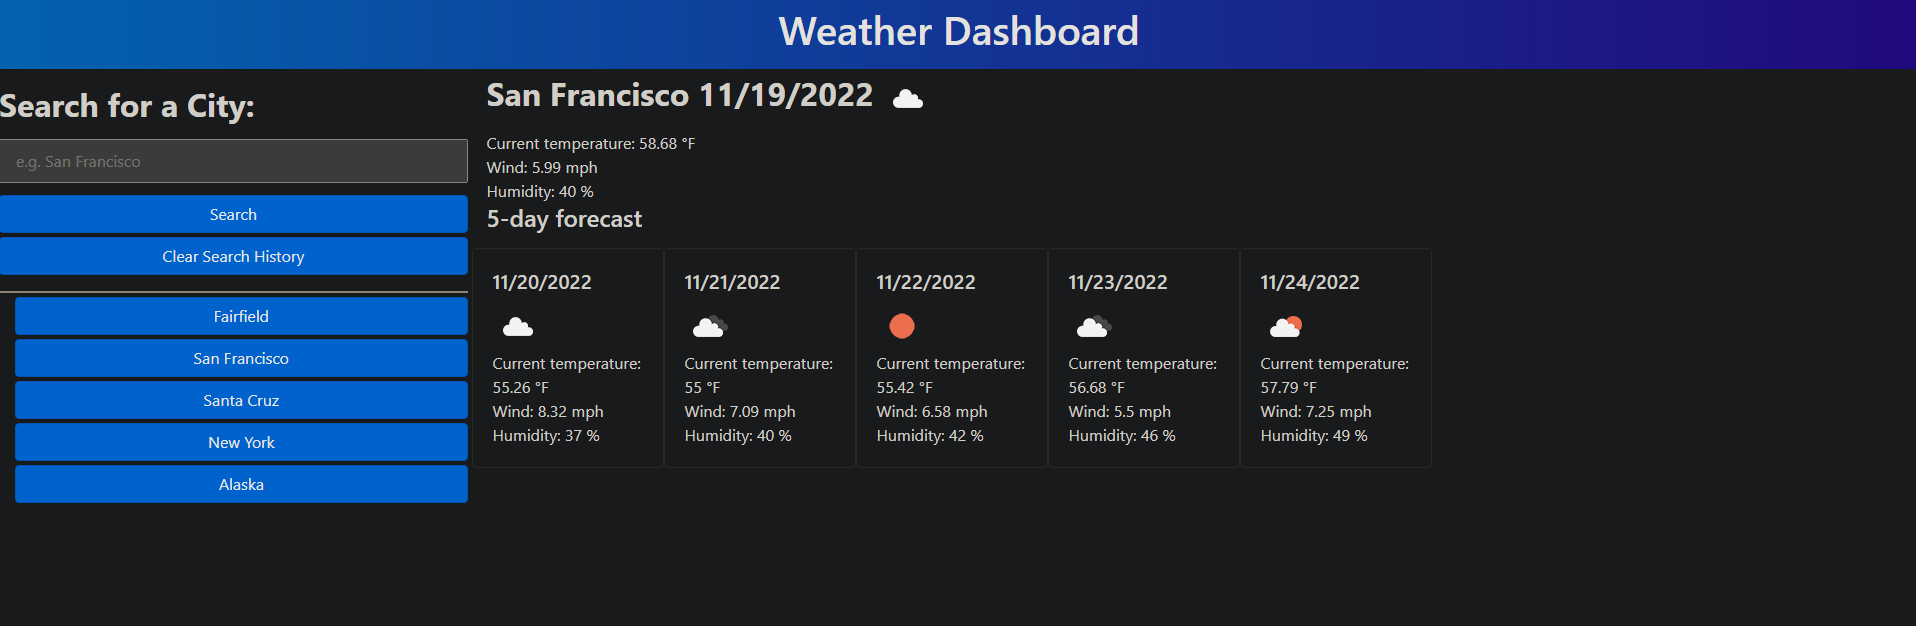 Weather Dashboard
Search for a City:
e.g. San Francisco
Search
Clear Search History
Fairfield
San Francisco
Santa Cruz
New York
Alaska
San Francisco 11/19/2022
Current temperature: 58.68 °F
Wind: 5.99 mph
Humidity: 40 %
5-day forecast
11/20/2022
Current temperature:
55.26 °F
Wind: 8.32 mph
Humidity: 37 %
11/21/2022
Current temperature:
55 °F
Wind: 7.09 mph
Humidity: 40 %
11/22/2022
Current temperature:
55.42 °F
Wind: 6.58 mph
Humidity: 42 %
11/23/2022
Current temperature:
56.68 °F
Wind: 5.5 mph
Humidity: 46 %
11/24/2022
Current temperature:
57.79 °F
Wind: 7.25 mph
Humidity: 49 %